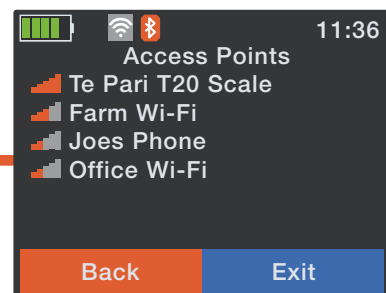 11:36
Access Points
Te Pari T20 Scale
Farm Wi-Fi
Joes Phone
Office Wi-Fi
Back Exit